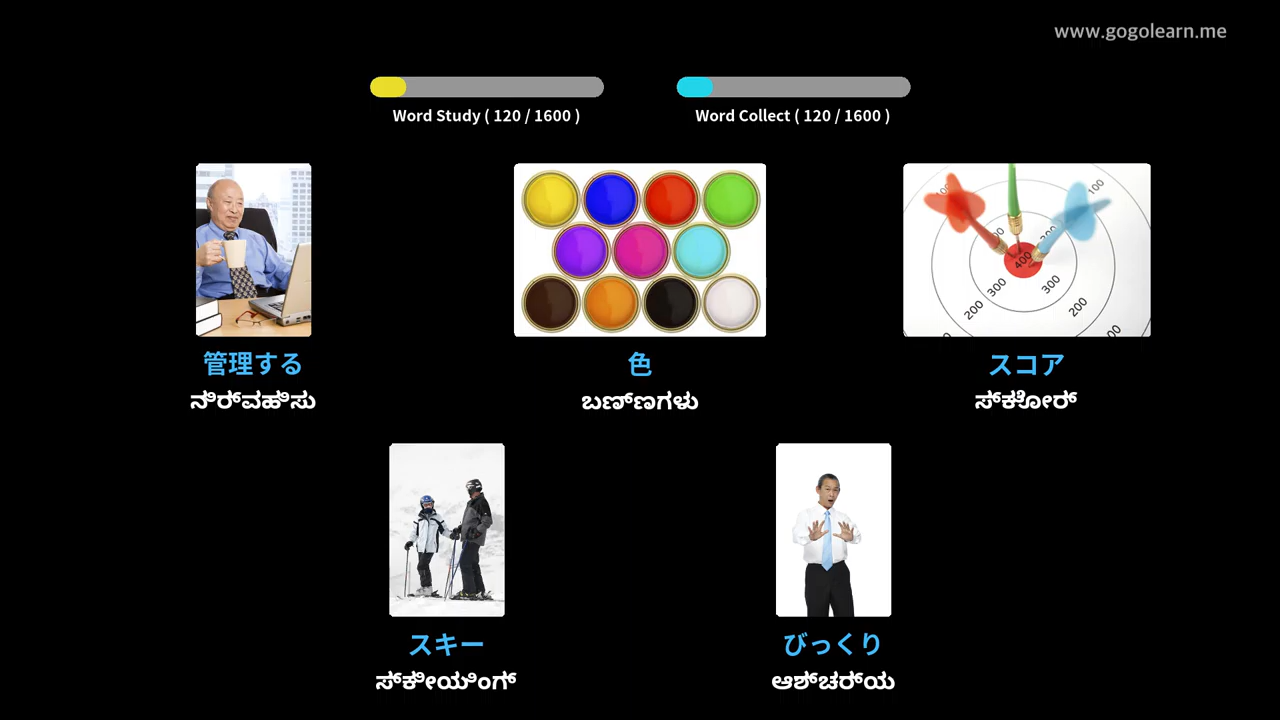 www.gogolearn.me
Word Study ( 120 / 1600 )
Word Collect ( 120 / 1600 )
管理する
ನಿರ್ವಹಿಸು
色
ಬಣ್ಣಗಳು
スコア
ಸ್ಕೋರ್
スキー
ಸ್ಕೀಯಿಂಗ್
びっくり
ಆಶ್ಚರ್ಯ